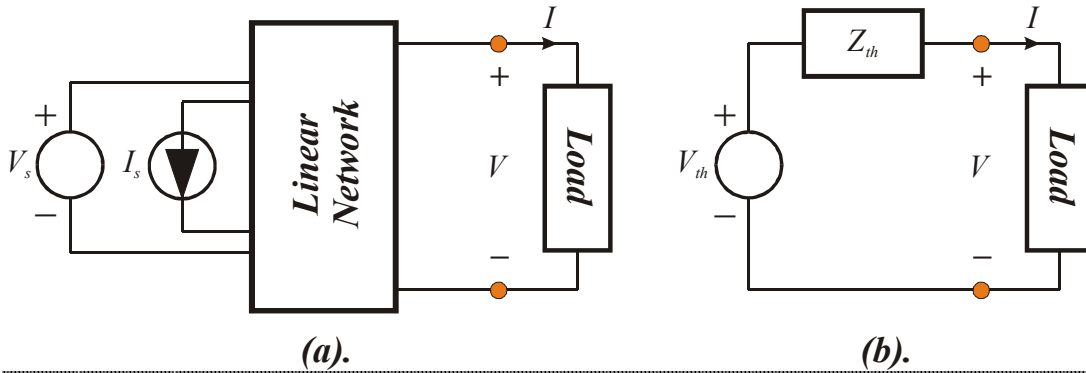 I
+
V_s
−
I_s
Linear
Network
+
V
−
Load
(a).
I
Z_th
+
V_th
−
+
V
−
Load
(b).